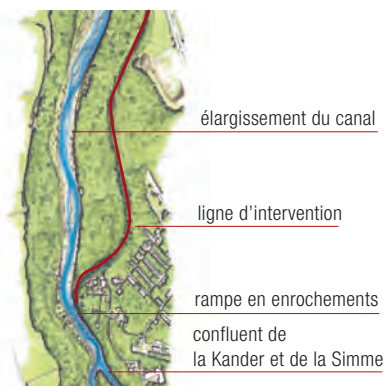 élargissement du canal
ligne d’intervention
rampe en enrochements
confluent de
la Kander et de la Simme